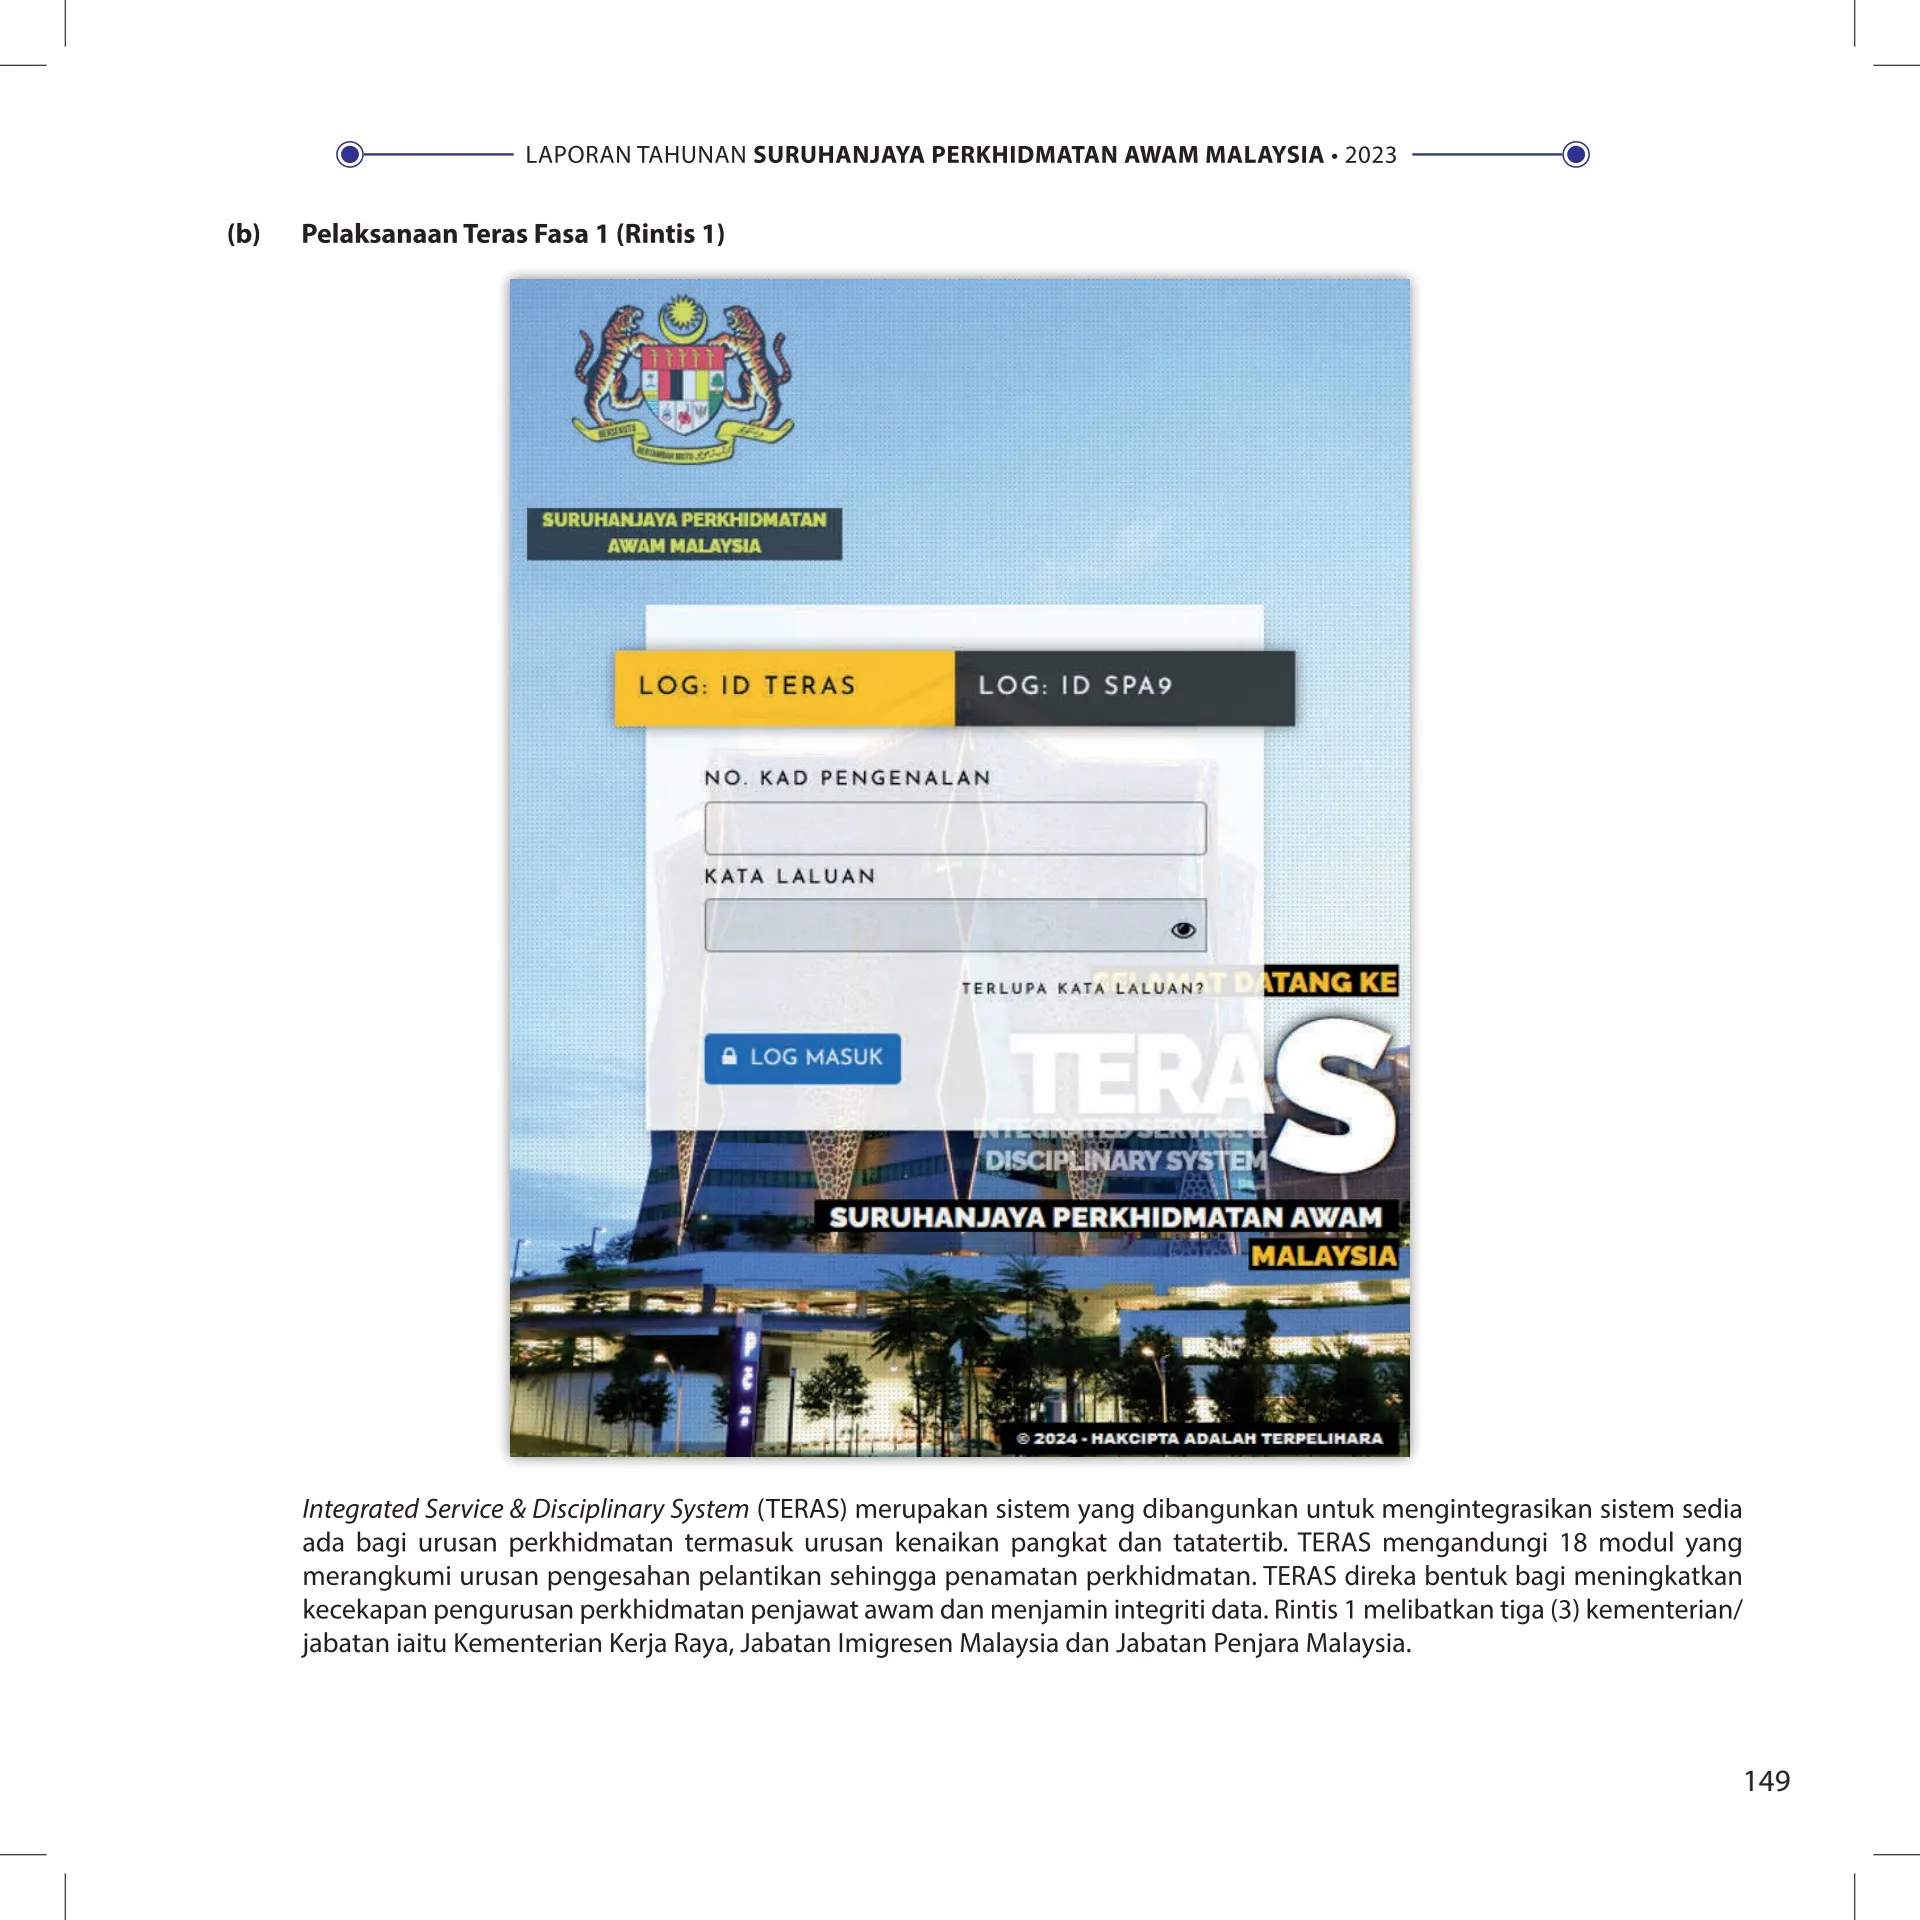 LAPORAN TAHUNAN SURUHANJAYA PERKHIDMATAN AWAM MALAYSIA • 2023
(b) Pelaksanaan Teras Fasa 1 (Rintis 1)
BERSEKUTU
BERTAMBAH MUTU
SURUHANJAYA PERKHIDMATAN
AWAM MALAYSIA
LOG: ID TERAS
LOG: ID SPA9
NO. KAD PENGENALAN
KATA LALUAN
TERLUPA KATA LALUAN?
LOG MASUK
SELAMAT DATANG KE
TERAS
INTEGRATED SERVICE &
DISCIPLINARY SYSTEM
SURUHANJAYA PERKHIDMATAN AWAM
MALAYSIA
© 2024 - HAKCIPTA ADALAH TERPELIHARA
Integrated Service & Disciplinary System (TERAS) merupakan sistem yang dibangunkan untuk mengintegrasikan sistem sedia
ada bagi urusan perkhidmatan termasuk urusan kenaikan pangkat dan tatatertib. TERAS mengandungi 18 modul yang
merangkumi urusan pengesahan pelantikan sehingga penamatan perkhidmatan. TERAS direka bentuk bagi meningkatkan
kecekapan pengurusan perkhidmatan penjawat awam dan menjamin integriti data. Rintis 1 melibatkan tiga (3) kementerian/
jabatan iaitu Kementerian Kerja Raya, Jabatan Imigresen Malaysia dan Jabatan Penjara Malaysia.
149